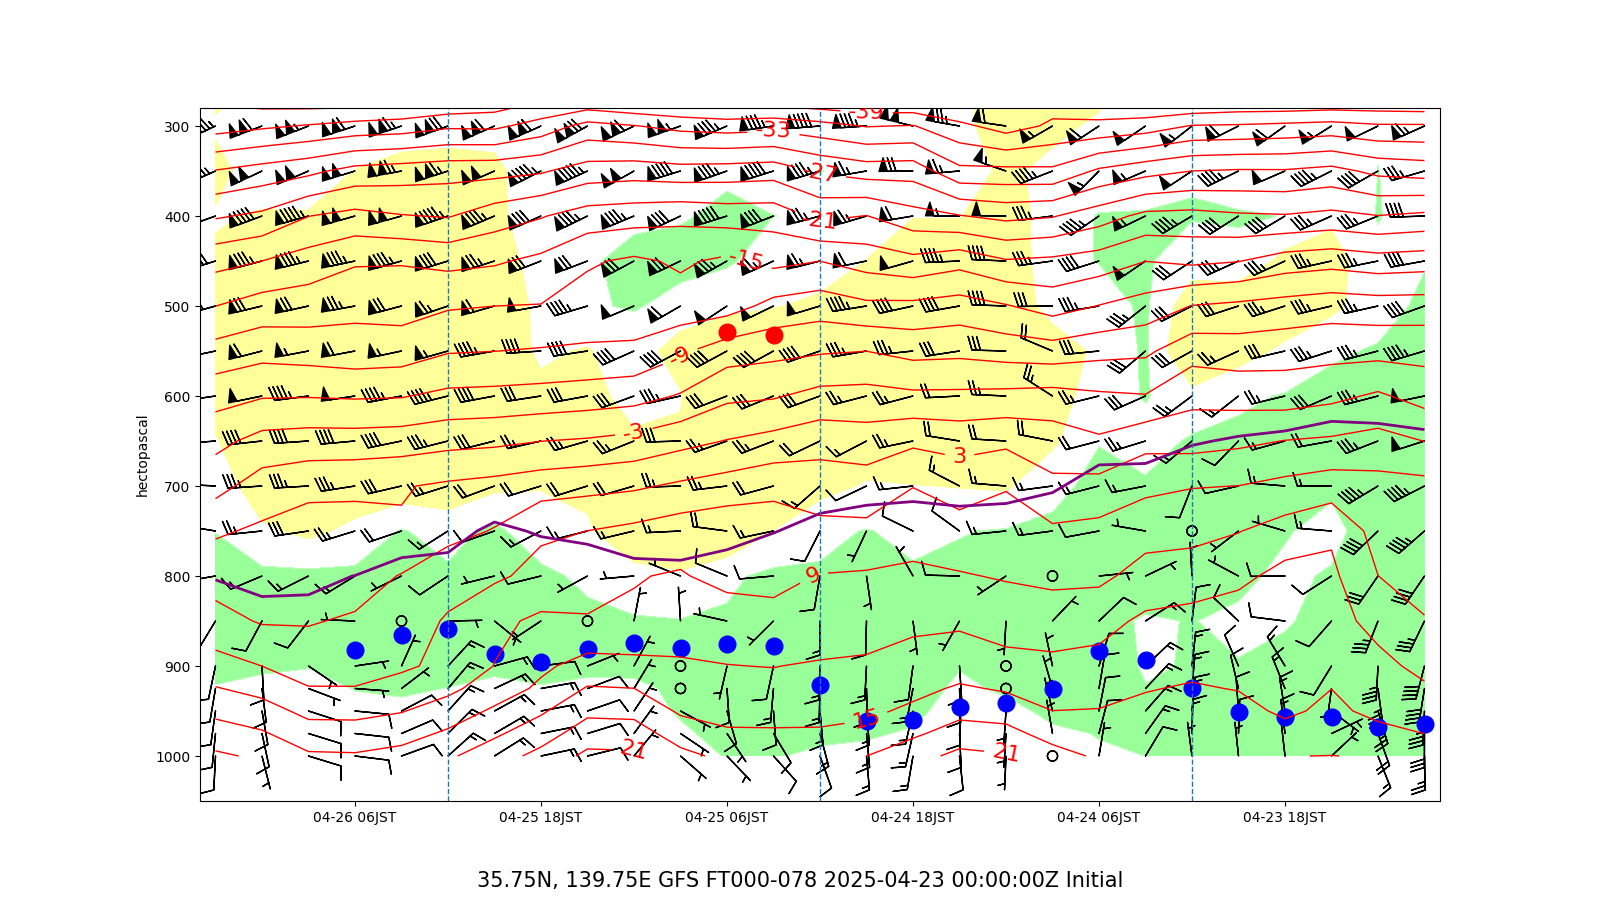 300
400
500
600
700
800
900
1000
hectopascal
-39
-33
-27
-21
-15
-9
-3
3
9
15
21
21
04-26 06JST
04-25 18JST
04-25 06JST
04-24 18JST
04-24 06JST
04-23 18JST
35.75N, 139.75E GFS FT000-078 2025-04-23 00:00:00Z Initial